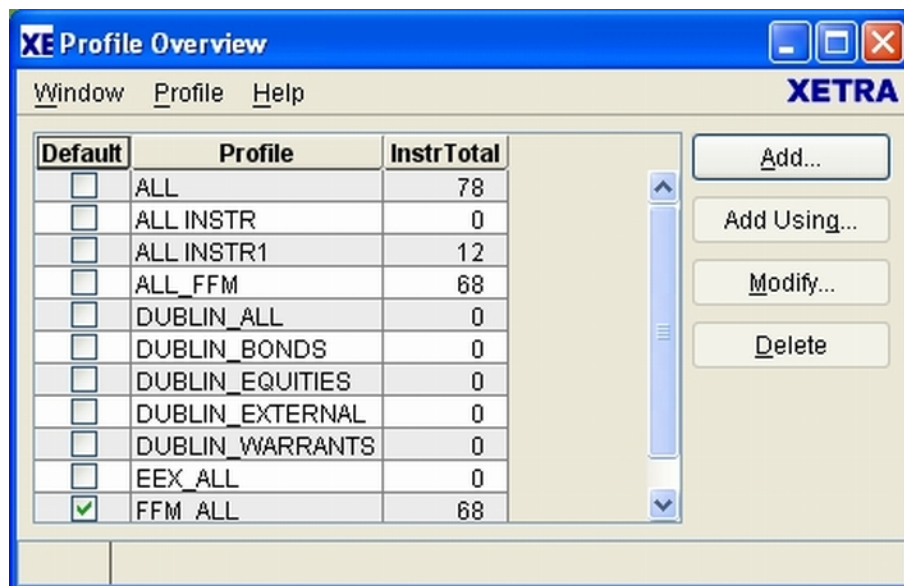 XE Profile Overview
Window Profile Help
XETRA
Default Profile InstrTotal
ALL 78
ALL INSTR 0
ALL INSTR1 12
ALL_FFM 68
DUBLIN_ALL 0
DUBLIN_BONDS 0
DUBLIN_EQUITIES 0
DUBLIN_EXTERNAL 0
DUBLIN_WARRANTS 0
EEX_ALL 0
FFM_ALL 68
Add...
Add Using...
Modify...
Delete